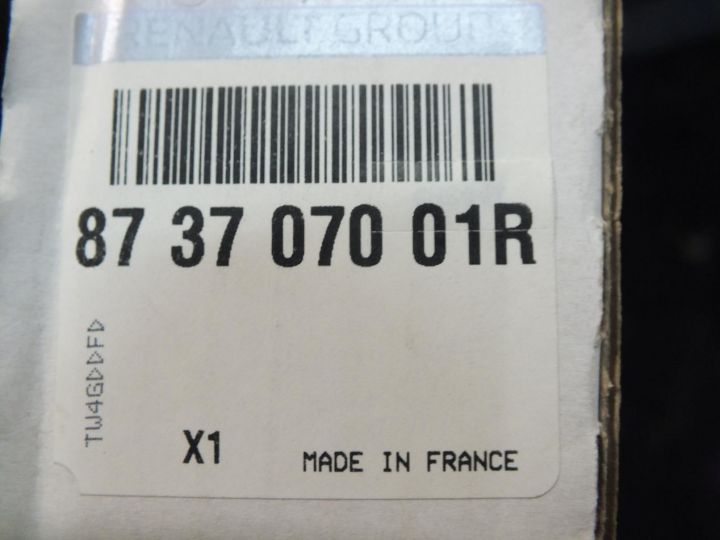 RENAULT GROUP
87 37 070 01R
TW4GDDFD
X1
MADE IN FRANCE